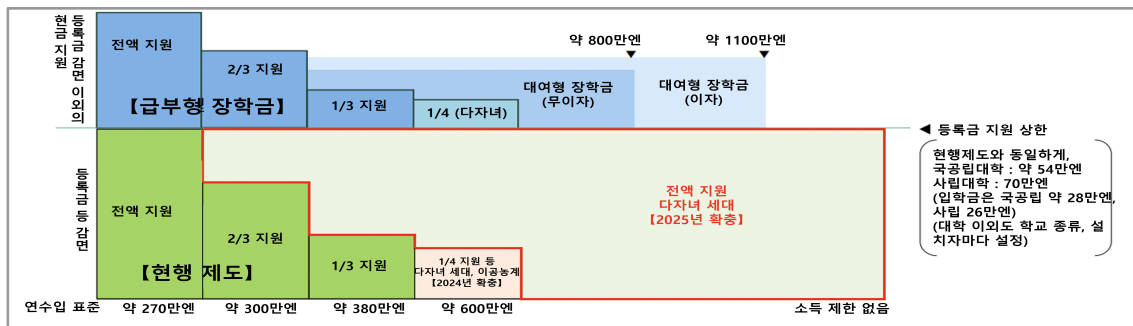 등록금 감면 이외의
현금 지원
전액 지원
2/3 지원
【급부형 장학금】
1/3 지원
1/4 (다자녀)
대여형 장학금
(무이자)
약 800만엔
대여형 장학금
(이자)
약 1100만엔
◀ 등록금 지원 상한
현행제도와 동일하게,
국공립대학 : 약 54만엔
사립대학 : 70만엔
(입학금은 국공립 약 28만엔,
사립 26만엔)
(대학 이외도 학교 종류, 설
치자마다 설정)
등록금 등 감면
전액 지원
2/3 지원
【현행 제도】
1/3 지원
1/4 지원 등
다자녀 세대, 이공농계
【2024년 확충】
전액 지원
다자녀 세대
【2025년 확충】
연수입 표준
약 270만엔
약 300만엔
약 380만엔
약 600만엔
소득 제한 없음